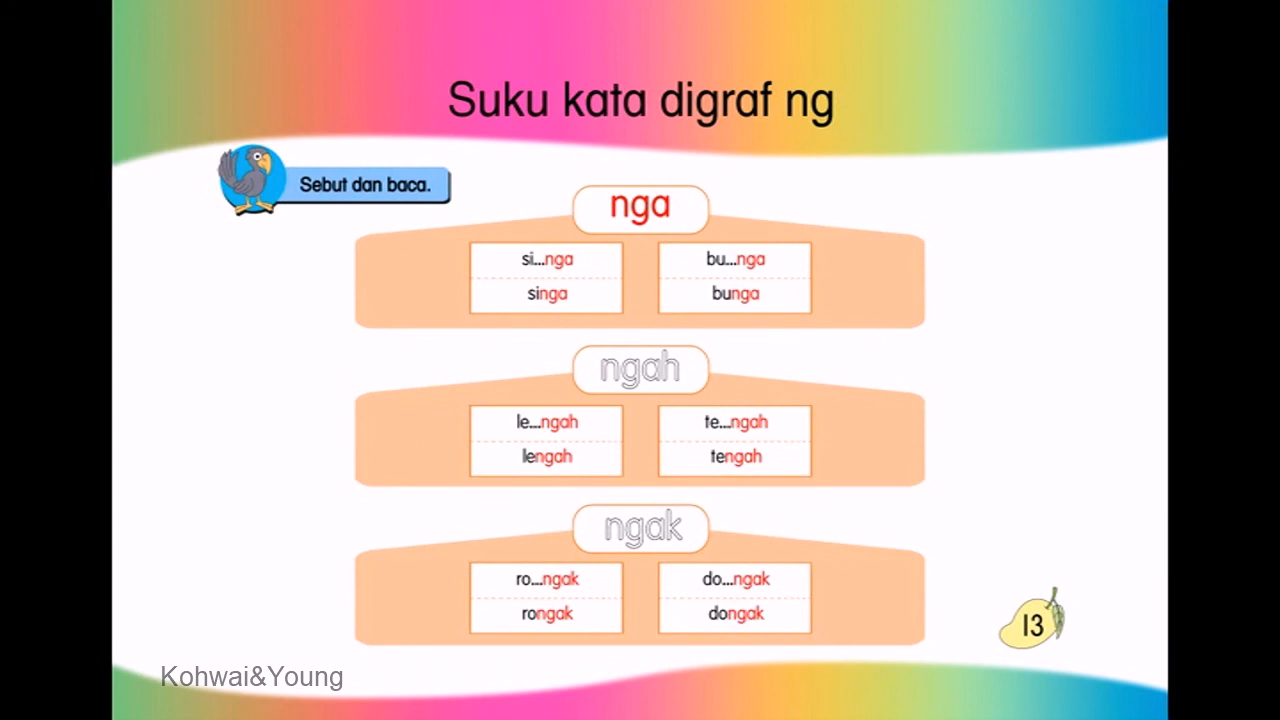 Suku kata digraf ng
Sebut dan baca.
nga
si...nga
singa
bu...nga
bunga
ngah
le...ngah
lengah
te...ngah
tengah
ngak
ro...ngak
rongak
do...ngak
dongak
13
Kohwai&Young